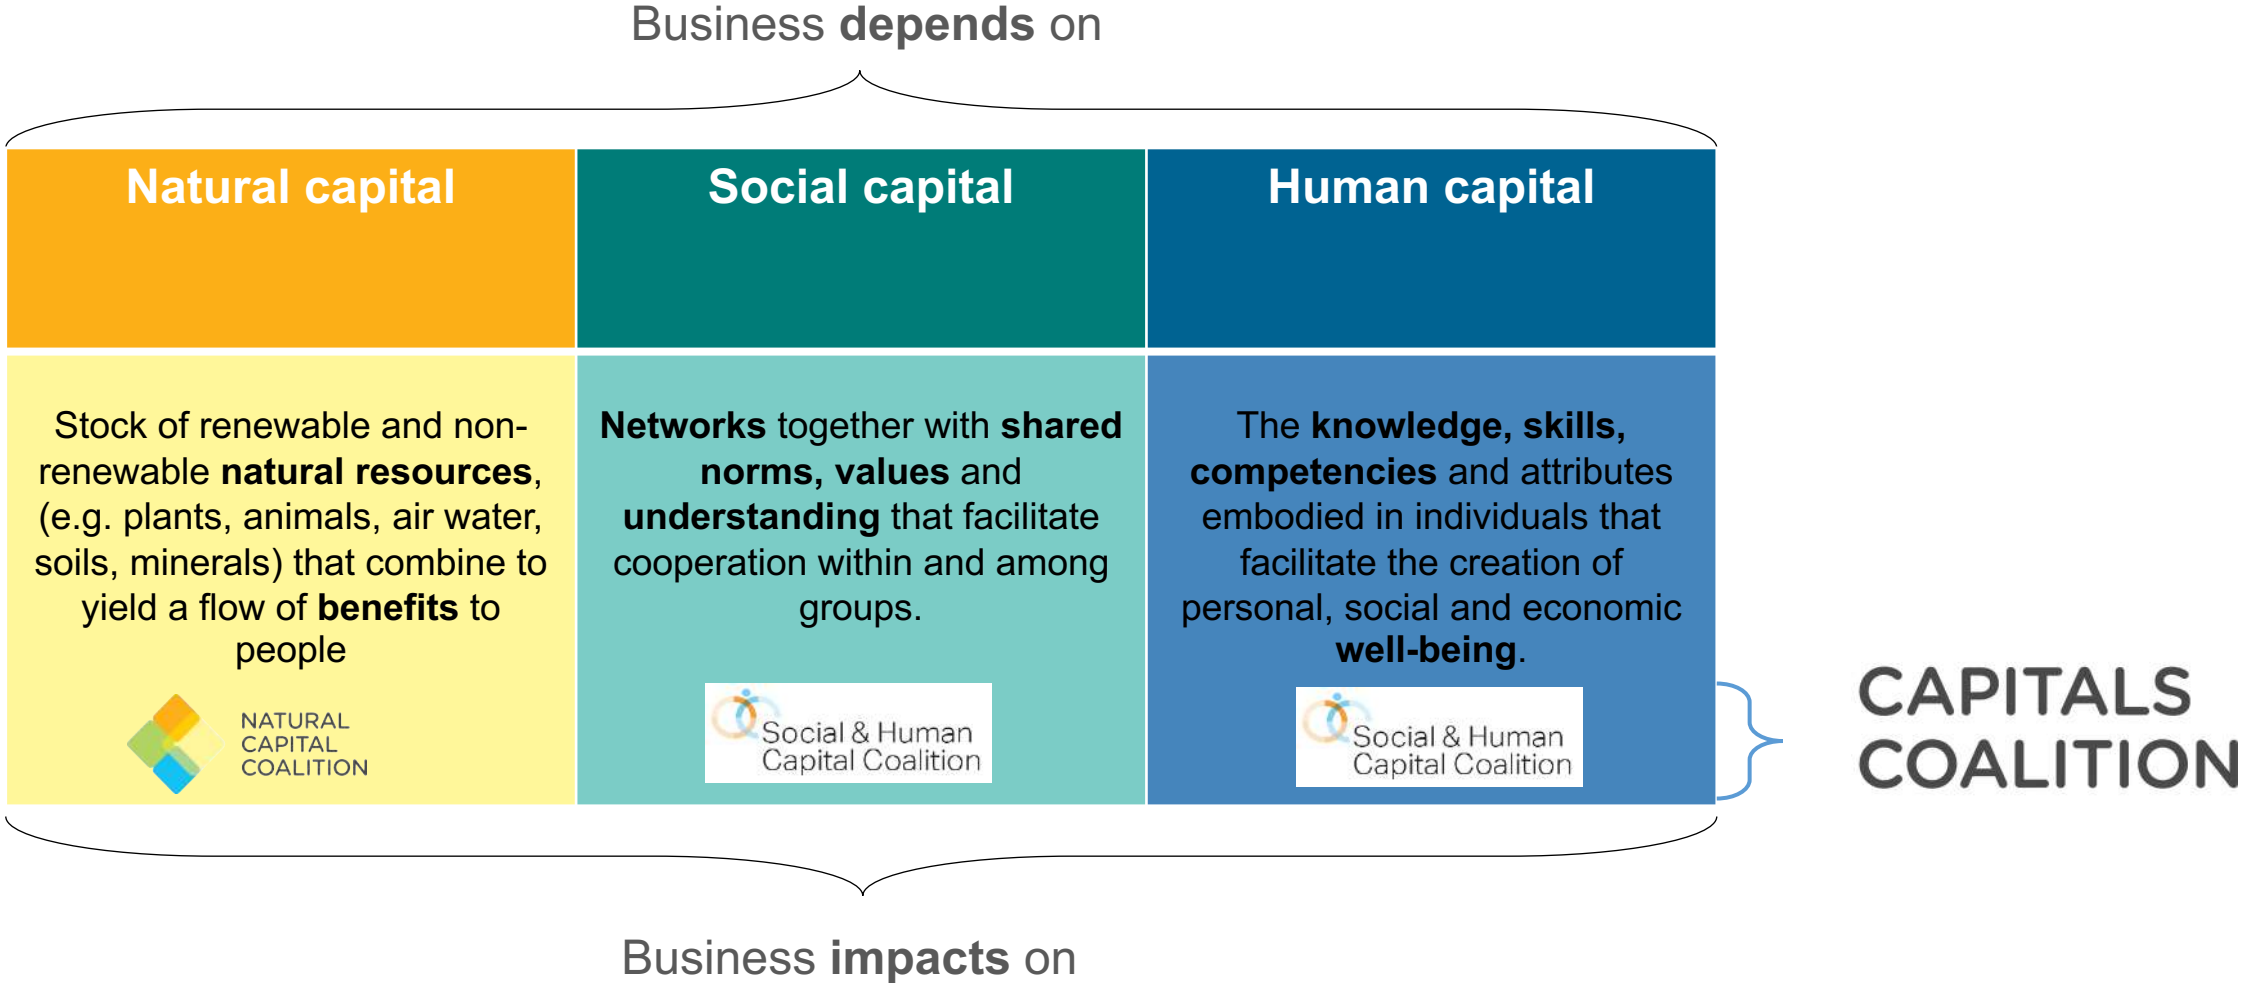 Business depends on
Natural capital
Social capital
Human capital
Stock of renewable and non-
renewable natural resources,
(e.g. plants, animals, air water,
soils, minerals) that combine to
yield a flow of benefits to
people
NATURAL
CAPITAL
COALITION
Networks together with shared
norms, values and
understanding that facilitate
cooperation within and among
groups.
Social & Human
Capital Coalition
The knowledge, skills,
competencies and attributes
embodied in individuals that
facilitate the creation of
personal, social and economic
well-being.
Social & Human
Capital Coalition
CAPITALS
COALITION
Business impacts on